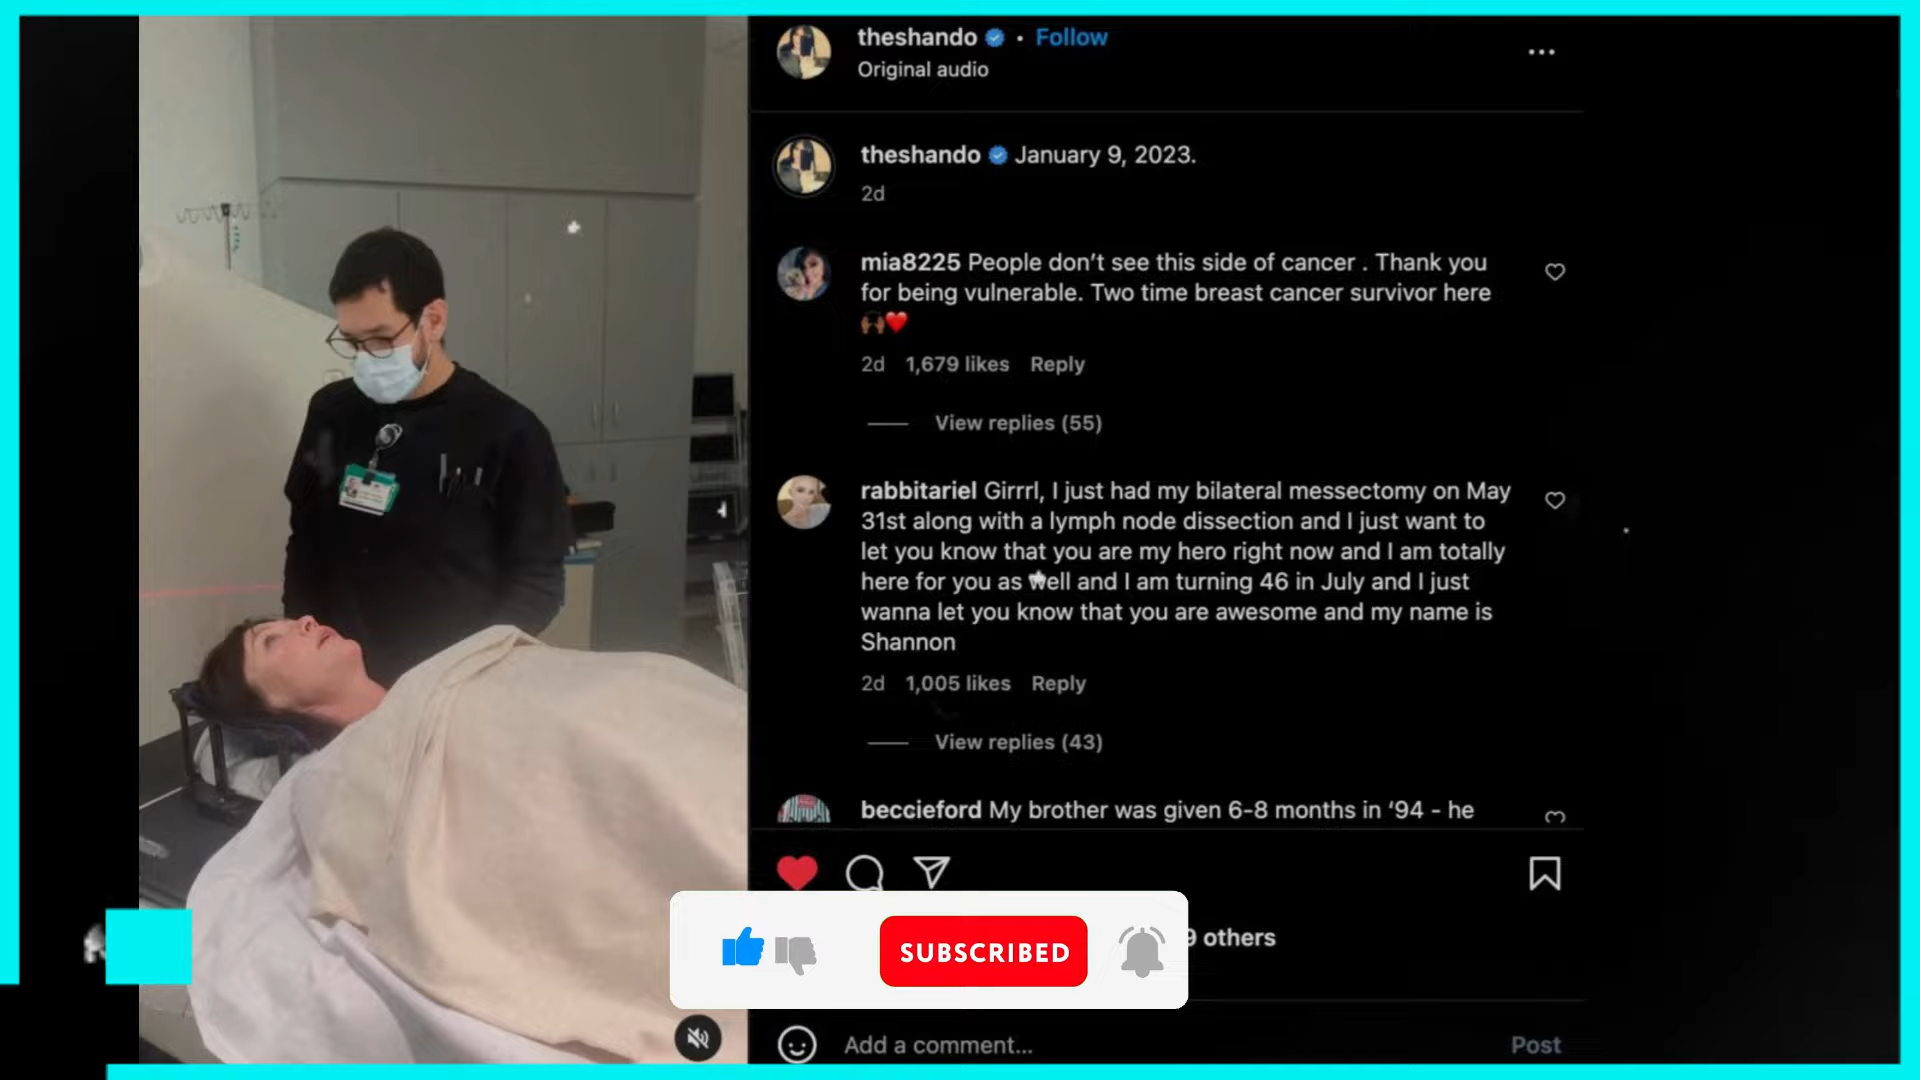 theshando • Follow
Original audio
theshando January 9, 2023.
2d
mia8225 People don’t see this side of cancer . Thank you
for being vulnerable. Two time breast cancer survivor here
🙌🏾❤️
2d 1,679 likes Reply
View replies (55)
rabbitariel Girrrl, I just had my bilateral messectomy on May
31st along with a lymph node dissection and I just want to
let you know that you are my hero right now and I am totally
here for you as well and I am turning 46 in July and I just
wanna let you know that you are awesome and my name is
Shannon
2d 1,005 likes Reply
View replies (43)
beccieford My brother was given 6-8 months in ‘94 - he
SUBSCRIBED
9 others
Add a comment...
Post